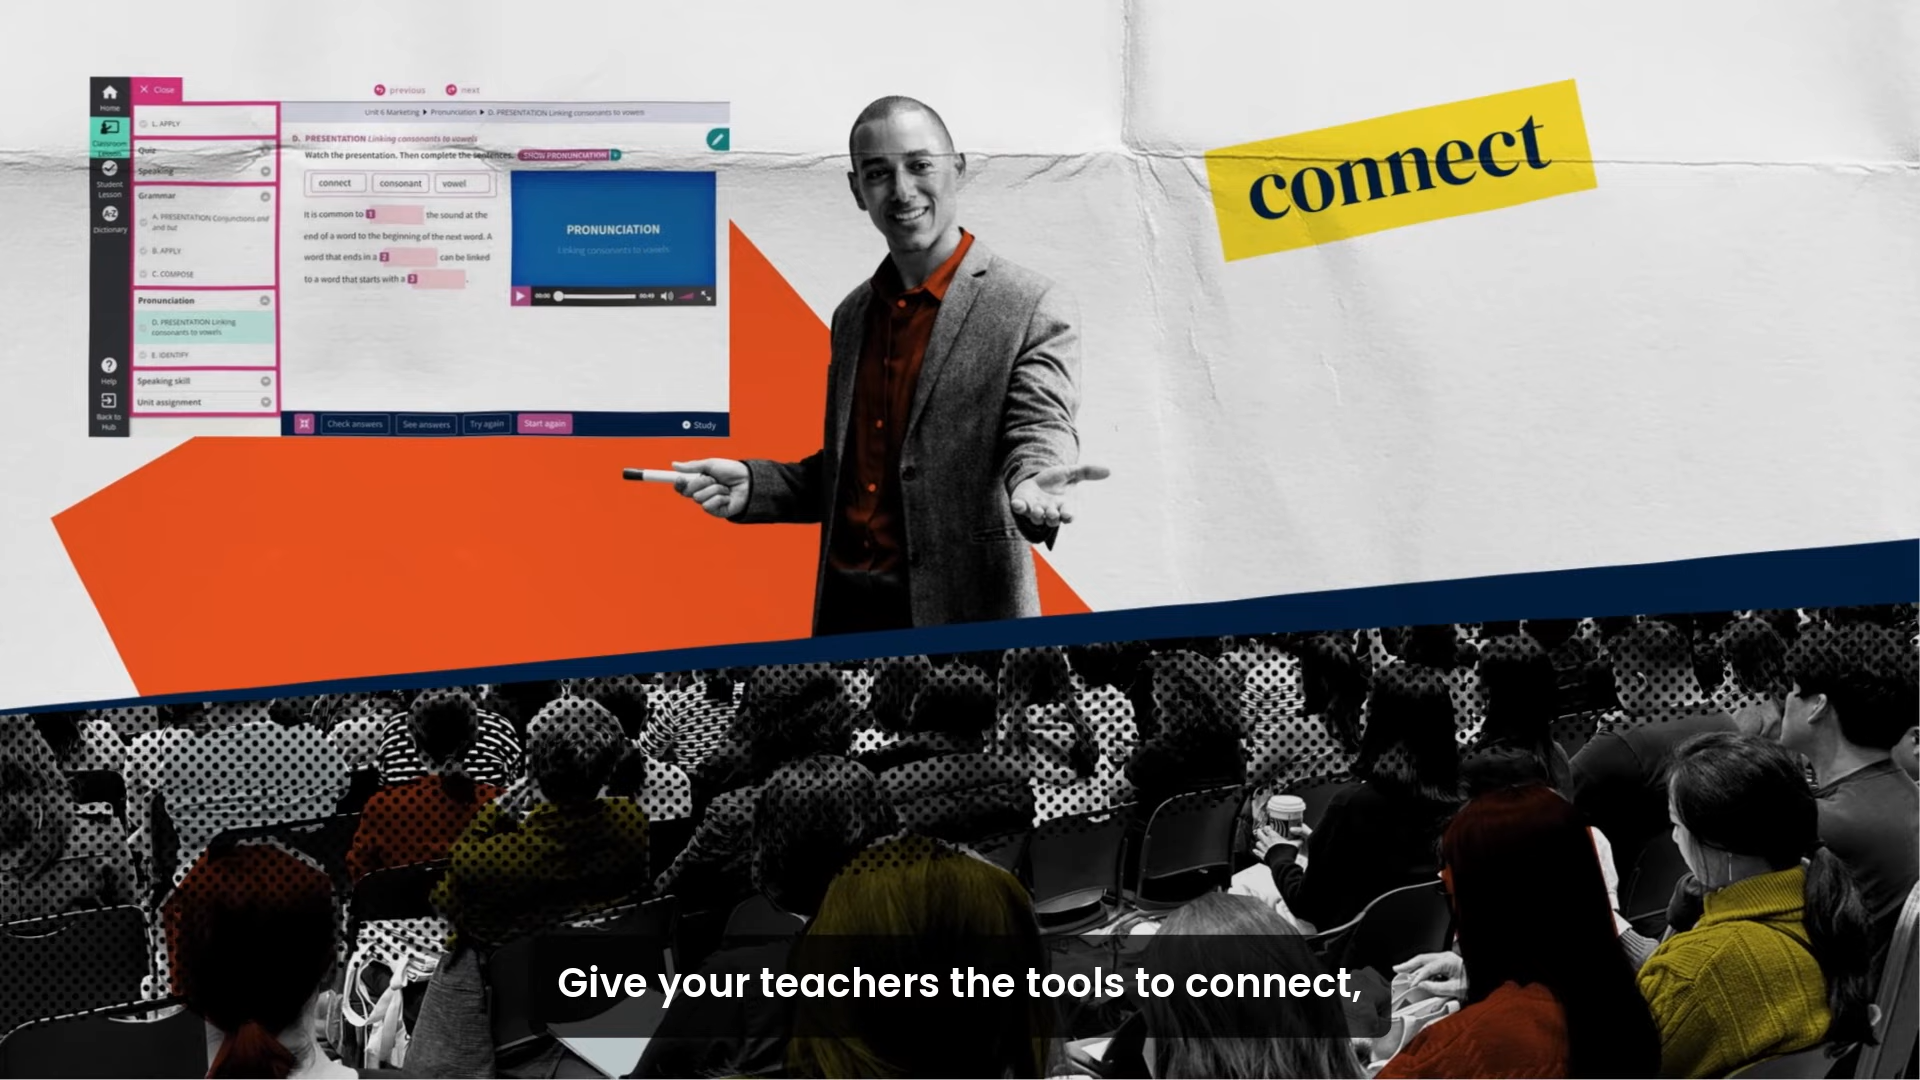 Home
Classroom
Lesson
Student
Lesson
A-Z
Dictionary
?
Help
Back to
Hub
X Close
L. APPLY
Quiz
Speaking
Grammar
A. PRESENTATION Conjunctions and
and but
B. APPLY
C. COMPOSE
Pronunciation
D. PRESENTATION Linking
consonants to vowels
E. IDENTIFY
Speaking skill
Unit assignment
previous next
Unit 6 Marketing Pronunciation D. PRESENTATION Linking consonants to vowels
D. PRESENTATION Linking consonants to vowels
Watch the presentation. Then complete the sentences. SHOW PRONUNCIATION
connect consonant vowel
It is common to 1 the sound at the
end of a word to the beginning of the next word. A
word that ends in a 2 can be linked
to a word that starts with a 3 .
PRONUNCIATION
Linking consonants to vowels
00:00 00:49
Check answers See answers Try again Start again Study
connect
Give your teachers the tools to connect,